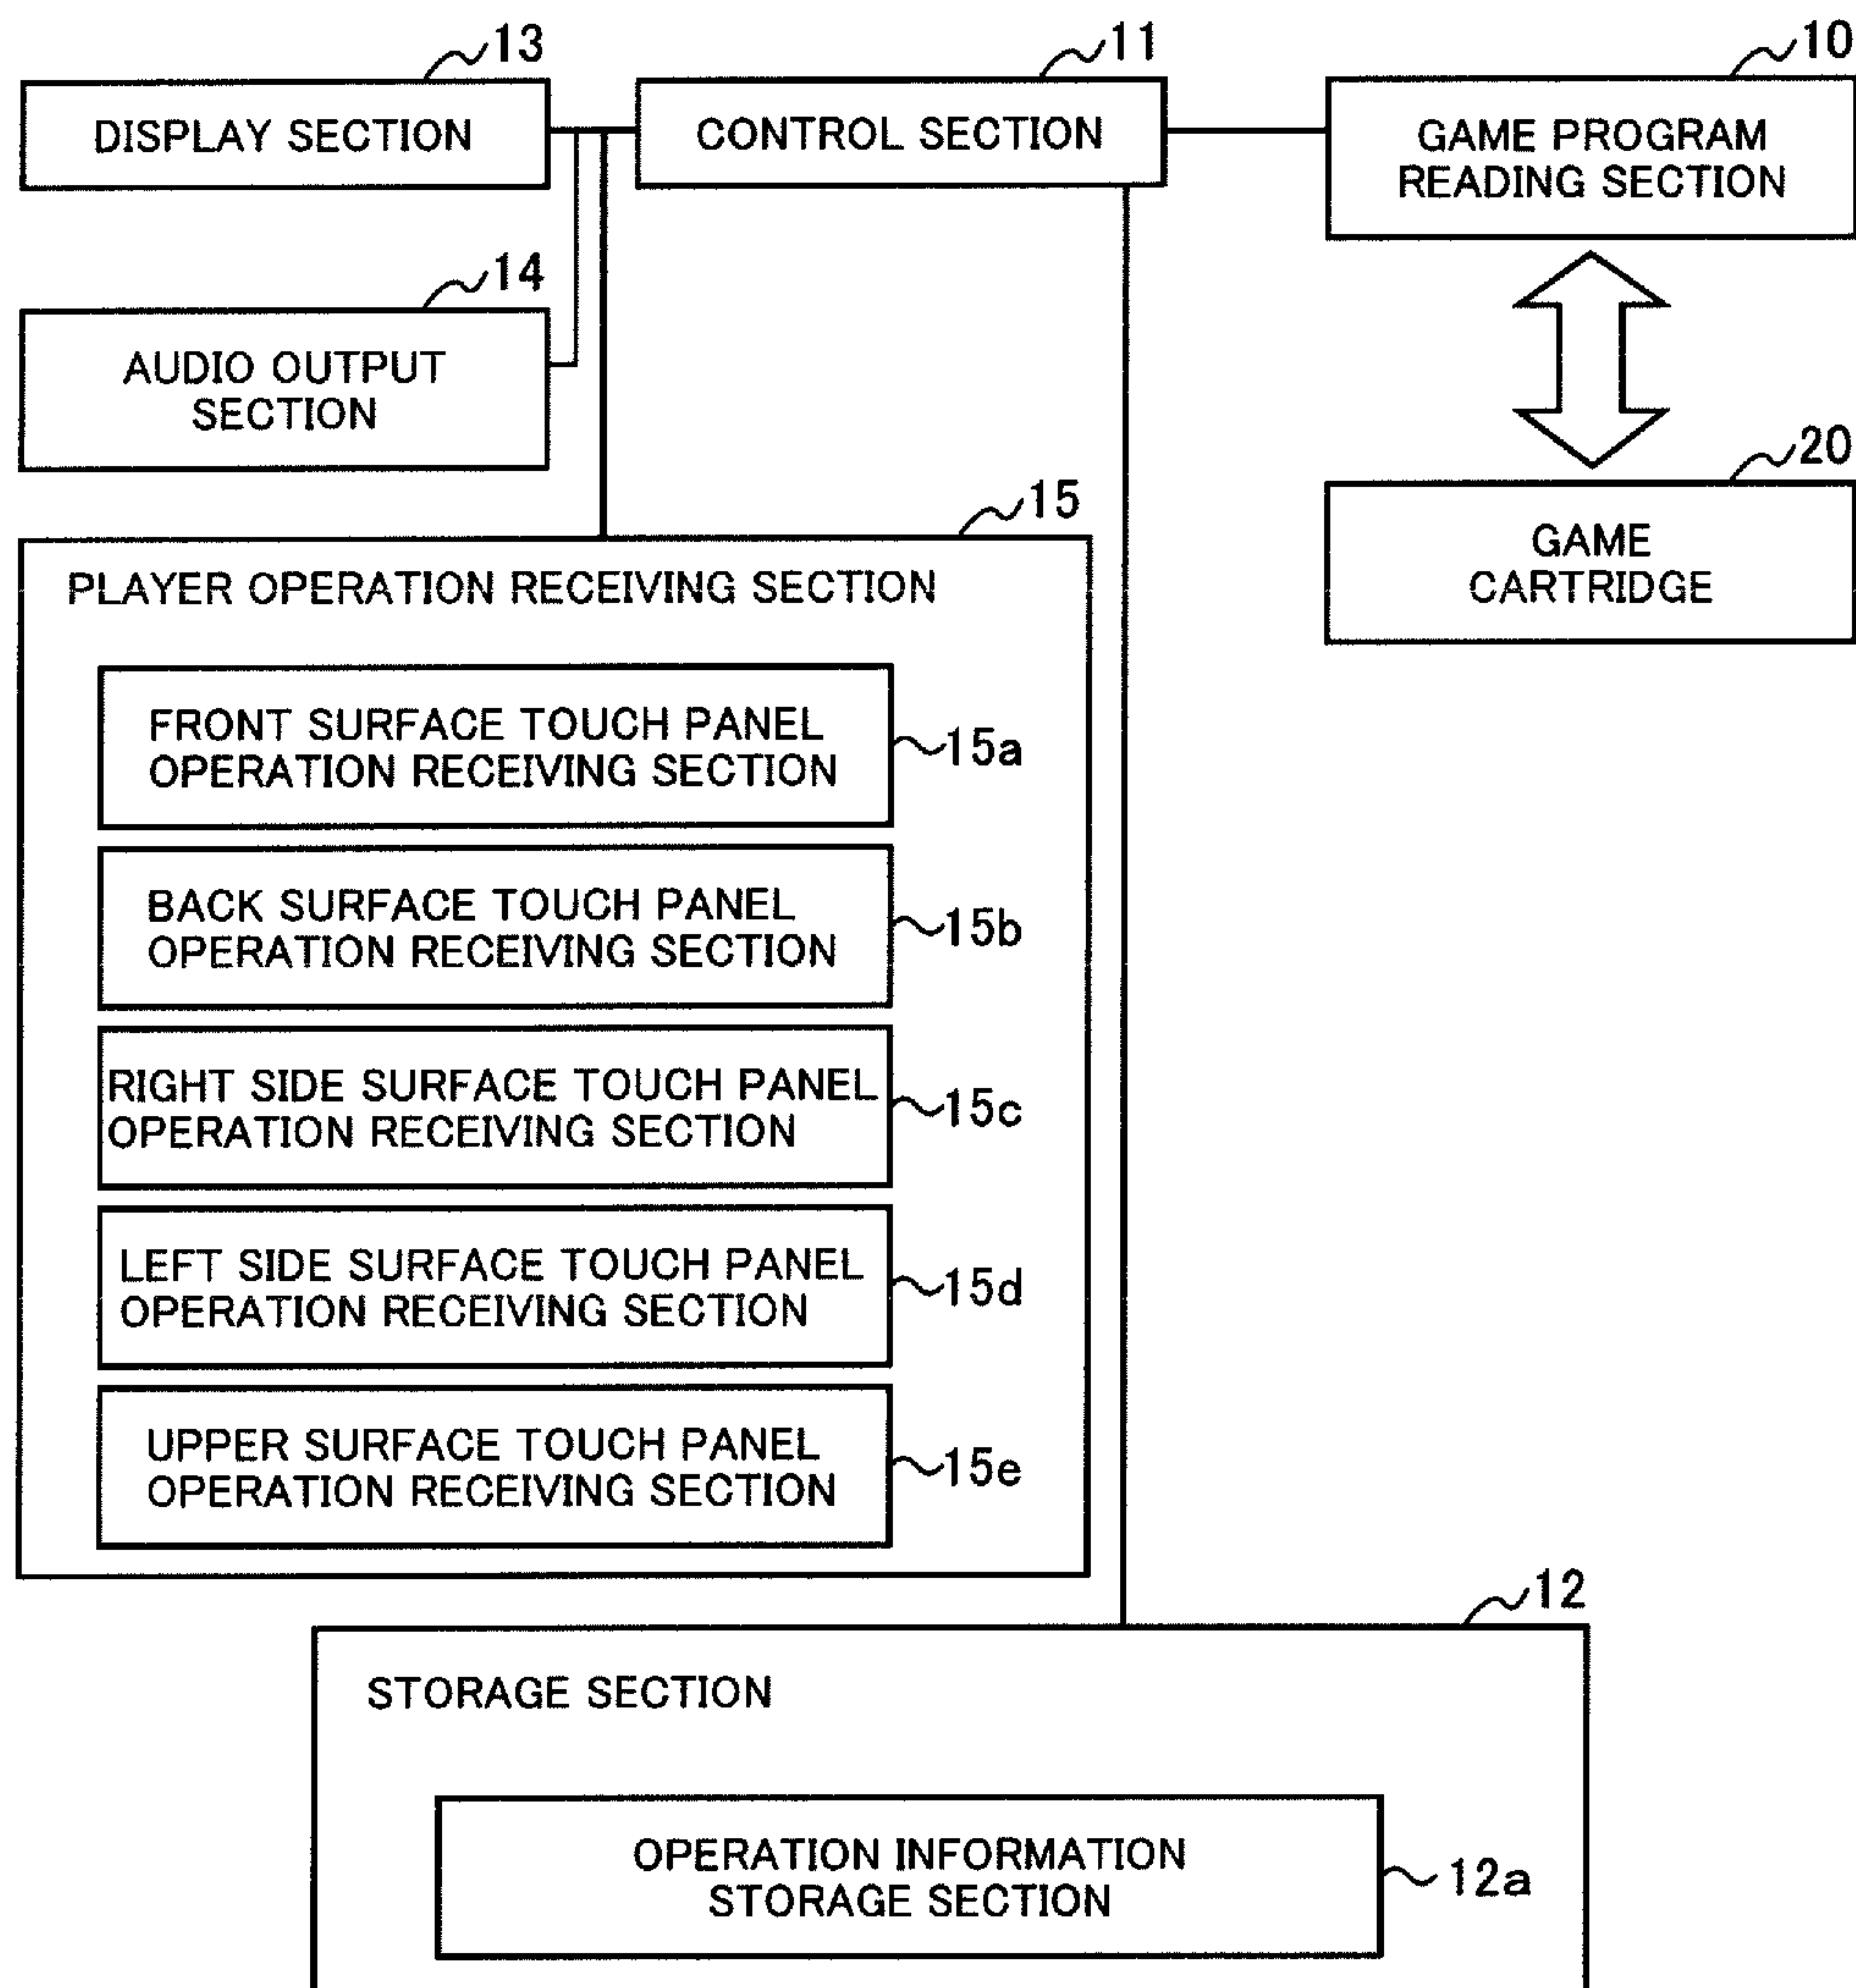 13
DISPLAY SECTION
11
CONTROL SECTION
10
GAME PROGRAM
READING SECTION
14
AUDIO OUTPUT
SECTION
20
GAME
CARTRIDGE
15
PLAYER OPERATION RECEIVING SECTION
FRONT SURFACE TOUCH PANEL
OPERATION RECEIVING SECTION
15a
BACK SURFACE TOUCH PANEL
OPERATION RECEIVING SECTION
15b
RIGHT SIDE SURFACE TOUCH PANEL
OPERATION RECEIVING SECTION
15c
LEFT SIDE SURFACE TOUCH PANEL
OPERATION RECEIVING SECTION
15d
UPPER SURFACE TOUCH PANEL
OPERATION RECEIVING SECTION
15e
12
STORAGE SECTION
OPERATION INFORMATION
STORAGE SECTION
12a